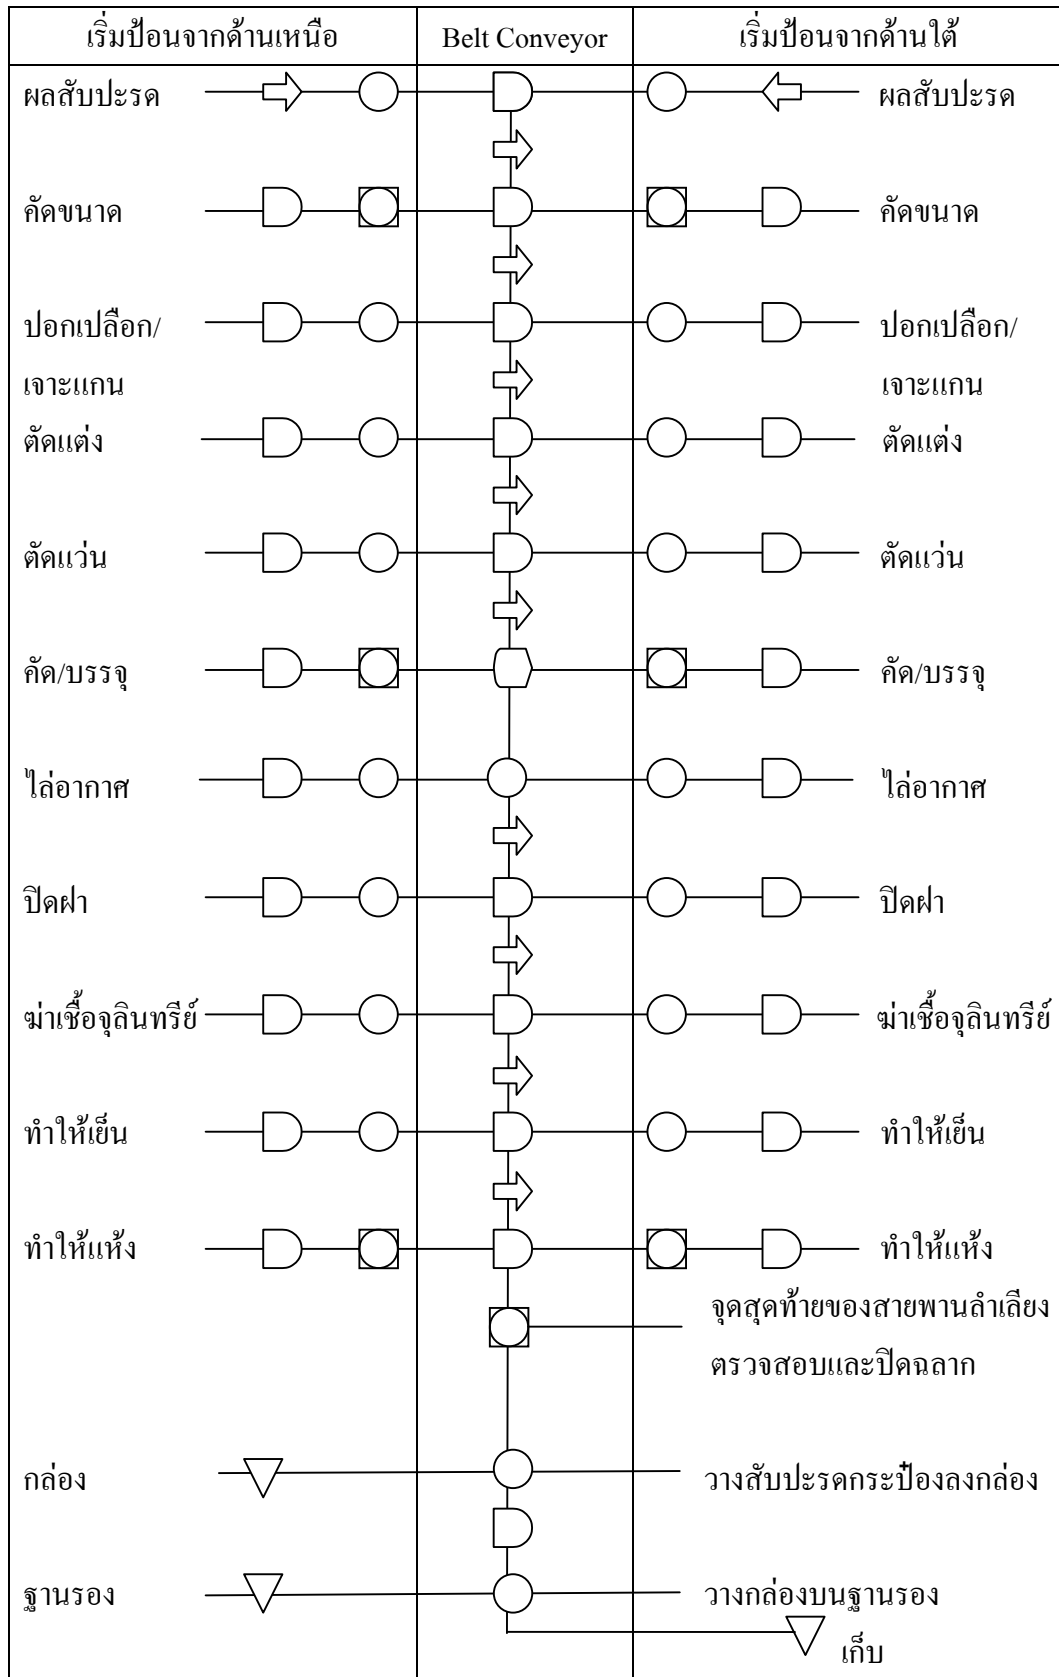 เริ่มป้อนจากด้านเหนือ Belt Conveyor เริ่มป้อนจากด้านใต้
ผลสับปะรด ผลสับปะรด
คัดขนาด คัดขนาด
ปอกเปลือก/ ปอกเปลือก/
เจาะแกน เจาะแกน
ตัดแต่ง ตัดแต่ง
ตัดแว่น ตัดแว่น
คัด/บรรจุ คัด/บรรจุ
ไล่อากาศ ไล่อากาศ
ปิดฝา ปิดฝา
ฆ่าเชื้อจุลินทรีย์ ฆ่าเชื้อจุลินทรีย์
ทำให้เย็น ทำให้เย็น
ทำให้แห้ง ทำให้แห้ง
จุดสุดท้ายของสายพานลำเลียง
ตรวจสอบและปิดฉลาก
กล่อง วางสับปะรดกระป๋องลงกล่อง
ฐานรอง วางกล่องบนฐานรอง
เก็บ